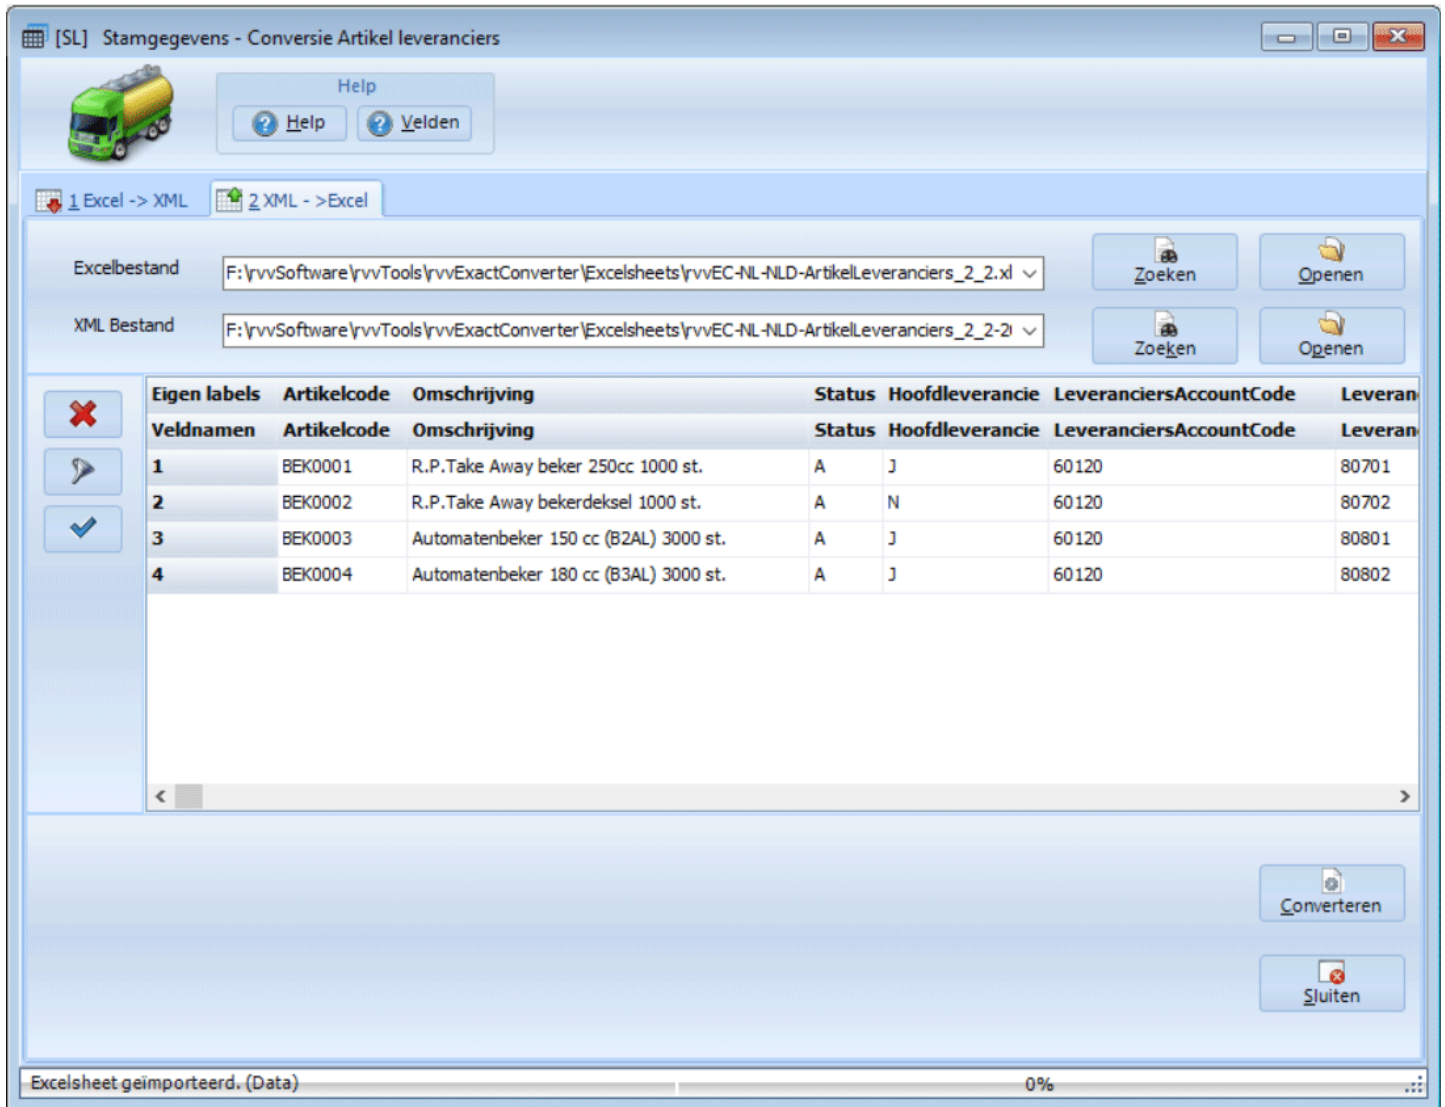 [SL] Stamgegevens - Conversie Artikel leveranciers
Help
Help Velden
1 Excel -> XML 2 XML - >Excel
Excelbestand F:\rvvSoftware\rvvTools\rvvExactConverter\Excelsheets\rvvEC-NL-NLD-ArtikelLeveranciers_2_2.xl Zoeken Openen
XML Bestand F:\rvvSoftware\rvvTools\rvvExactConverter\Excelsheets\rvvEC-NL-NLD-ArtikelLeveranciers_2_2-2 Zoeken Openen
Eigen labels Artikelcode Omschrijving Status Hoofdleverancie LeveranciersAccountCode Leveran
Veldnamen Artikelcode Omschrijving Status Hoofdleverancie LeveranciersAccountCode Leveran
1 BEK0001 R.P.Take Away beker 250cc 1000 st. A J 60120 80701
2 BEK0002 R.P.Take Away bekerdeksel 1000 st. A N 60120 80702
3 BEK0003 Automatenbeker 150 cc (B2AL) 3000 st. A J 60120 80801
4 BEK0004 Automatenbeker 180 cc (B3AL) 3000 st. A J 60120 80802
Converteren
Sluiten
Excelsheet geïmporteerd. (Data) 0%